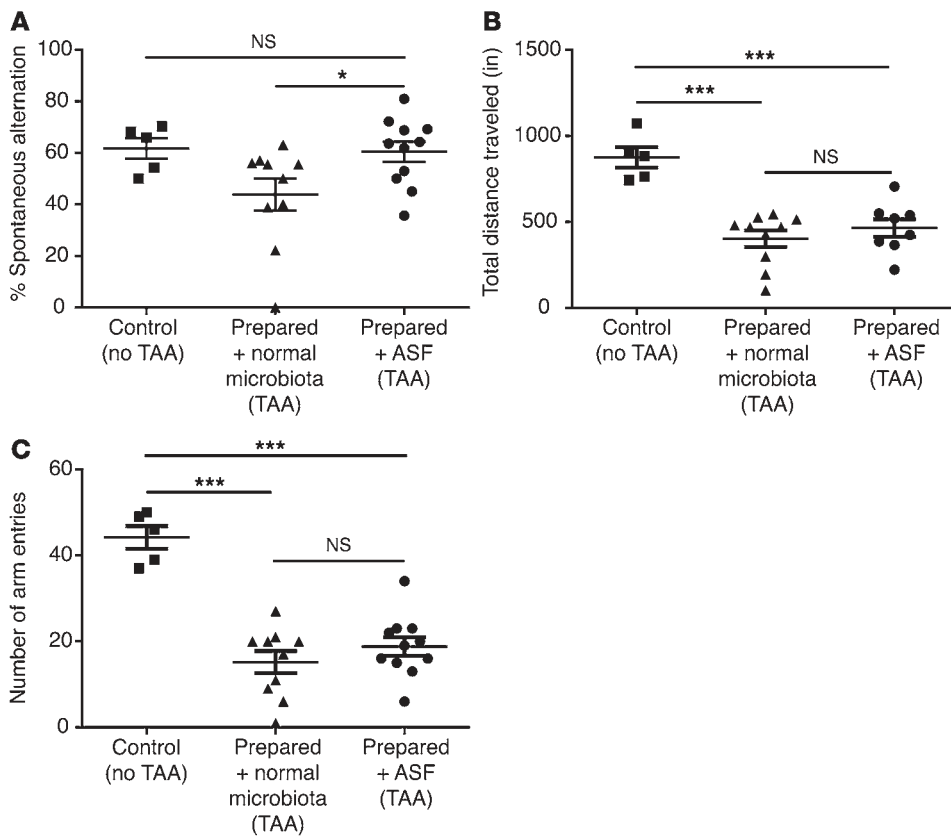 A
NS
*
% Spontaneous alternation
100
80
60
40
20
0
Control
(no TAA)
Prepared
+ normal
microbiota
(TAA)
Prepared
+ ASF
(TAA)
B
***
***
NS
Total distance traveled (in)
1500
1000
500
0
Control
(no TAA)
Prepared
+ normal
microbiota
(TAA)
Prepared
+ ASF
(TAA)
C
***
***
NS
Number of arm entries
60
40
20
0
Control
(no TAA)
Prepared
+ normal
microbiota
(TAA)
Prepared
+ ASF
(TAA)